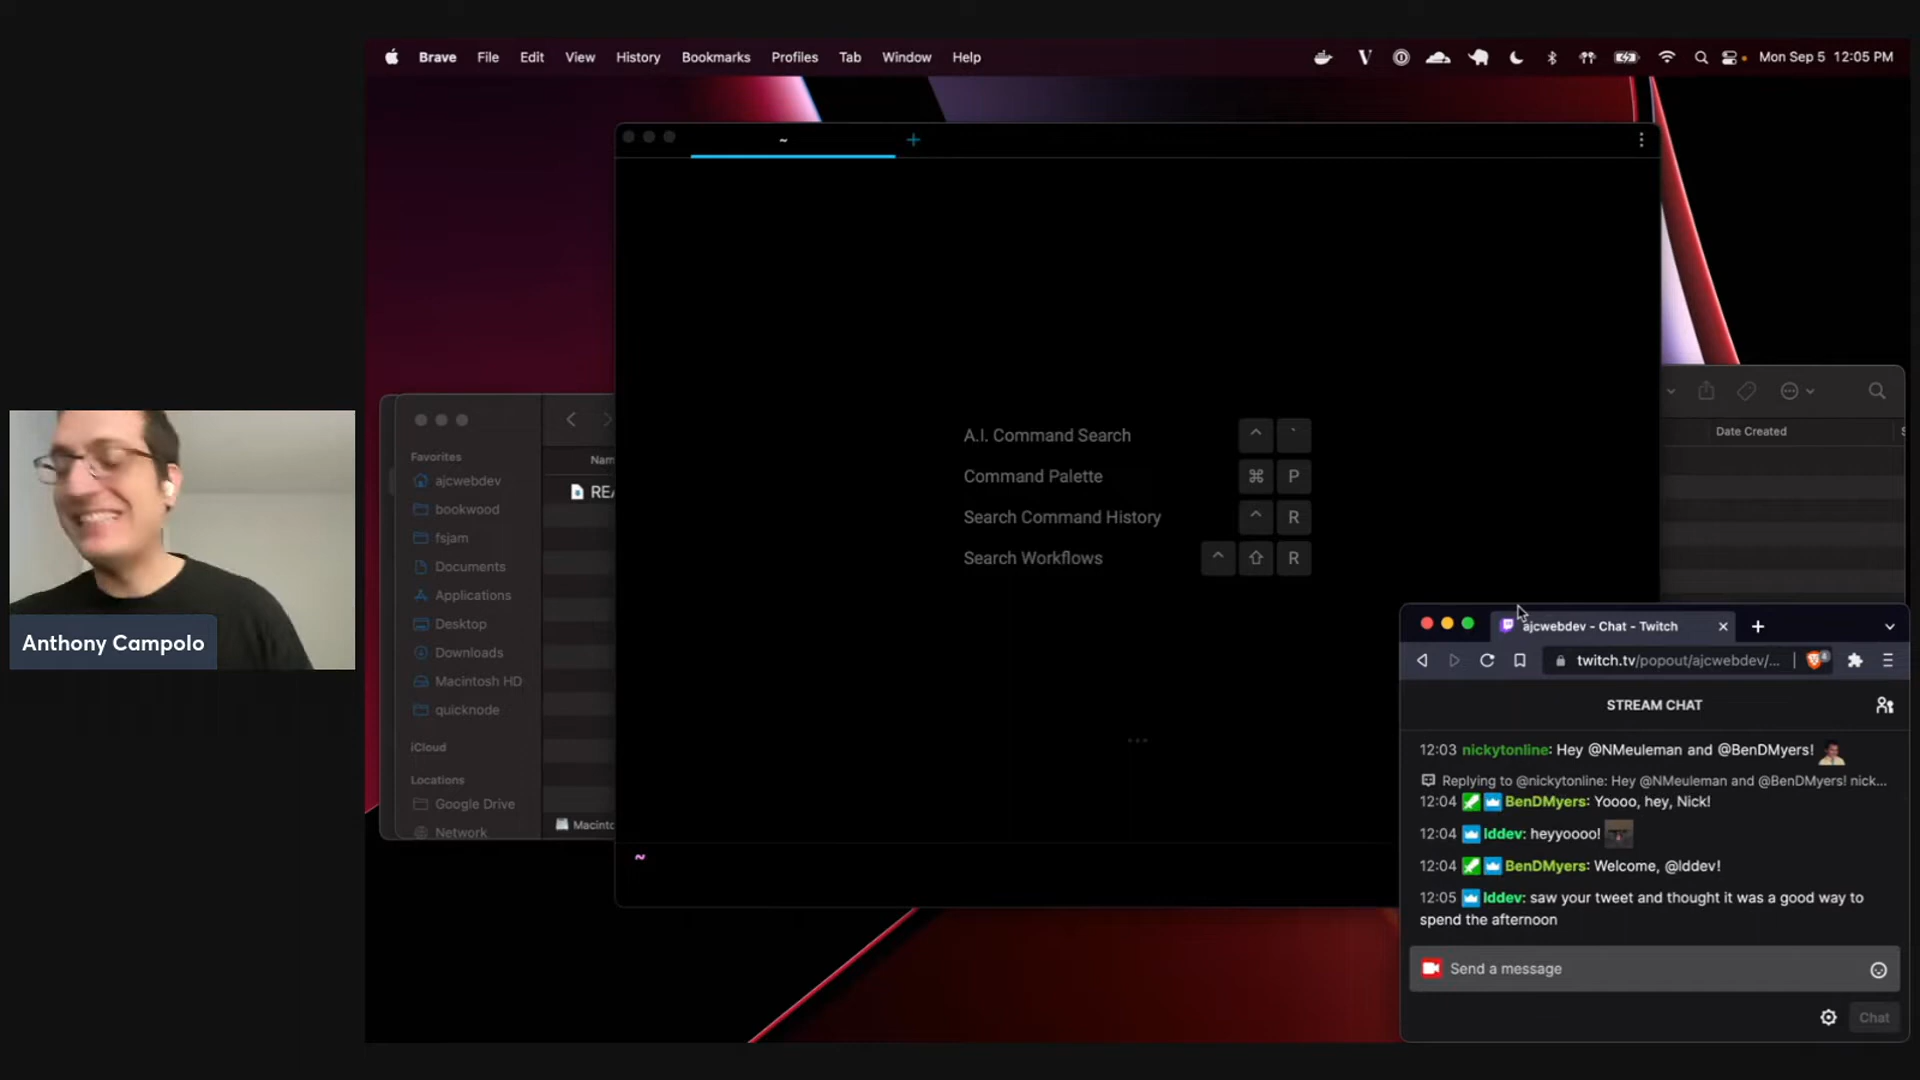 Brave File Edit View History Bookmarks Profiles Tab Window Help
Mon Sep 5 12:05 PM
~
A.I. Command Search ^ `
Command Palette ⌘ P
Search Command History ^ R
Search Workflows ^ ⇧ R
~
Favorites
ajcwebdev
bookwood
fsjam
Documents
Applications
Desktop
Downloads
Macintosh HD
quicknode
iCloud
Locations
Google Drive
Network
Nam
REA
Macinto
Date Created
Anthony Campolo
ajcwebdev - Chat - Twitch
twitch.tv/popout/ajcwebdev/...
4
STREAM CHAT
12:03 nickytonline: Hey @NMeuleman and @BenDMyers!
Replying to @nickytonline: Hey @NMeuleman and @BenDMyers! nick...
12:04 BenDMyers: Yoooo, hey, Nick!
12:04 lddev: heyyoooo!
12:04 BenDMyers: Welcome, @lddev!
12:05 lddev: saw your tweet and thought it was a good way to
spend the afternoon
Send a message
Chat